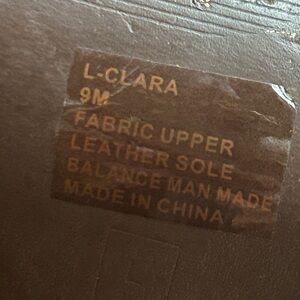 L-CLARA
9M
FABRIC UPPER
LEATHER SOLE
BALANCE MAN MADE
MADE IN CHINA